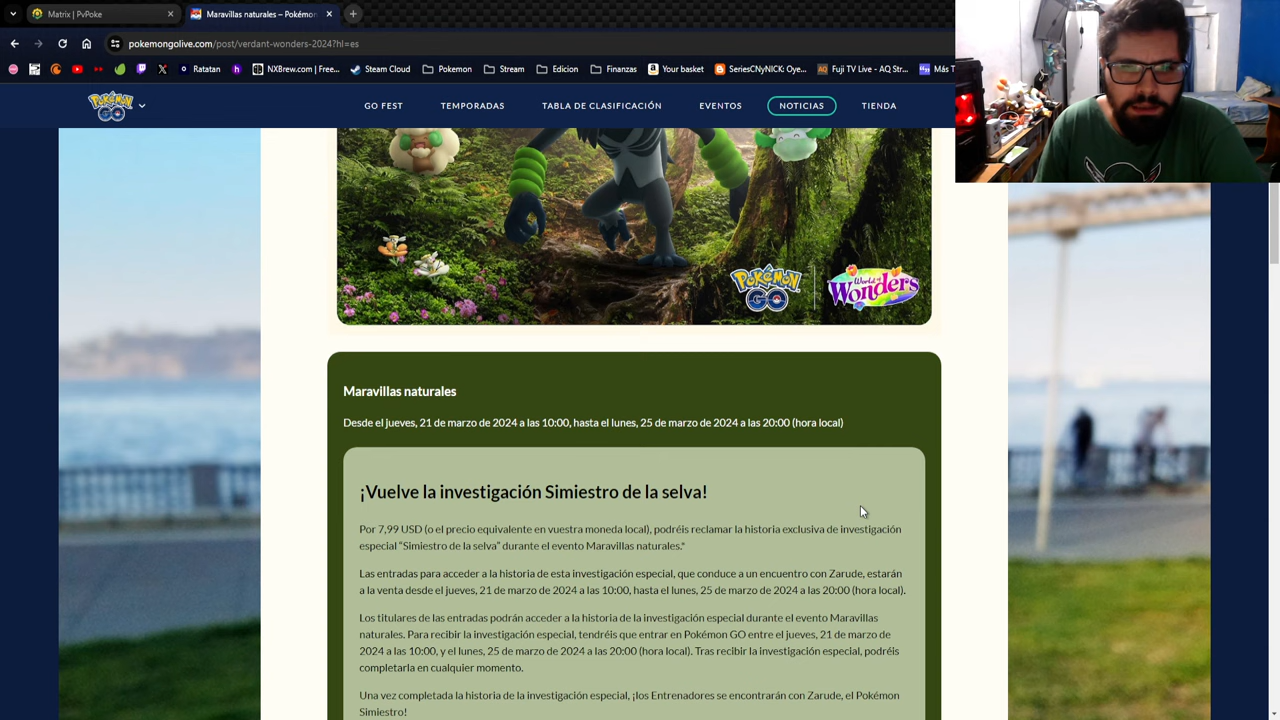 Matrix | PvPoke
Maravillas naturales – Pokémon
pokemongolive.com/post/verdant-wonders-2024?hl=es
Ratatan
NXBrew.com | Free...
Steam Cloud
Pokemon
Stream
Edicion
Finanzas
Your basket
SeriesCNyNICK: Oye...
Fuji TV Live - AQ Str...
Más T
POKÉMON GO
GO FEST
TEMPORADAS
TABLA DE CLASIFICACIÓN
EVENTOS
NOTICIAS
TIENDA
POKÉMON GO
World of Wonders
Maravillas naturales
Desde el jueves, 21 de marzo de 2024 a las 10:00, hasta el lunes, 25 de marzo de 2024 a las 20:00 (hora local)
¡Vuelve la investigación Simiestro de la selva!
Por 7,99 USD (o el precio equivalente en vuestra moneda local), podréis reclamar la historia exclusiva de investigación
especial “Simiestro de la selva” durante el evento Maravillas naturales.*
Las entradas para acceder a la historia de esta investigación especial, que conduce a un encuentro con Zarude, estarán
a la venta desde el jueves, 21 de marzo de 2024 a las 10:00, hasta el lunes, 25 de marzo de 2024 a las 20:00 (hora local).
Los titulares de las entradas podrán acceder a la historia de la investigación especial durante el evento Maravillas
naturales. Para recibir la investigación especial, tendréis que entrar en Pokémon GO entre el jueves, 21 de marzo de
2024 a las 10:00, y el lunes, 25 de marzo de 2024 a las 20:00 (hora local). Tras recibir la investigación especial, podréis
completarla en cualquier momento.
Una vez completada la historia de la investigación especial, ¡los Entrenadores se encontrarán con Zarude, el Pokémon
Simiestro!